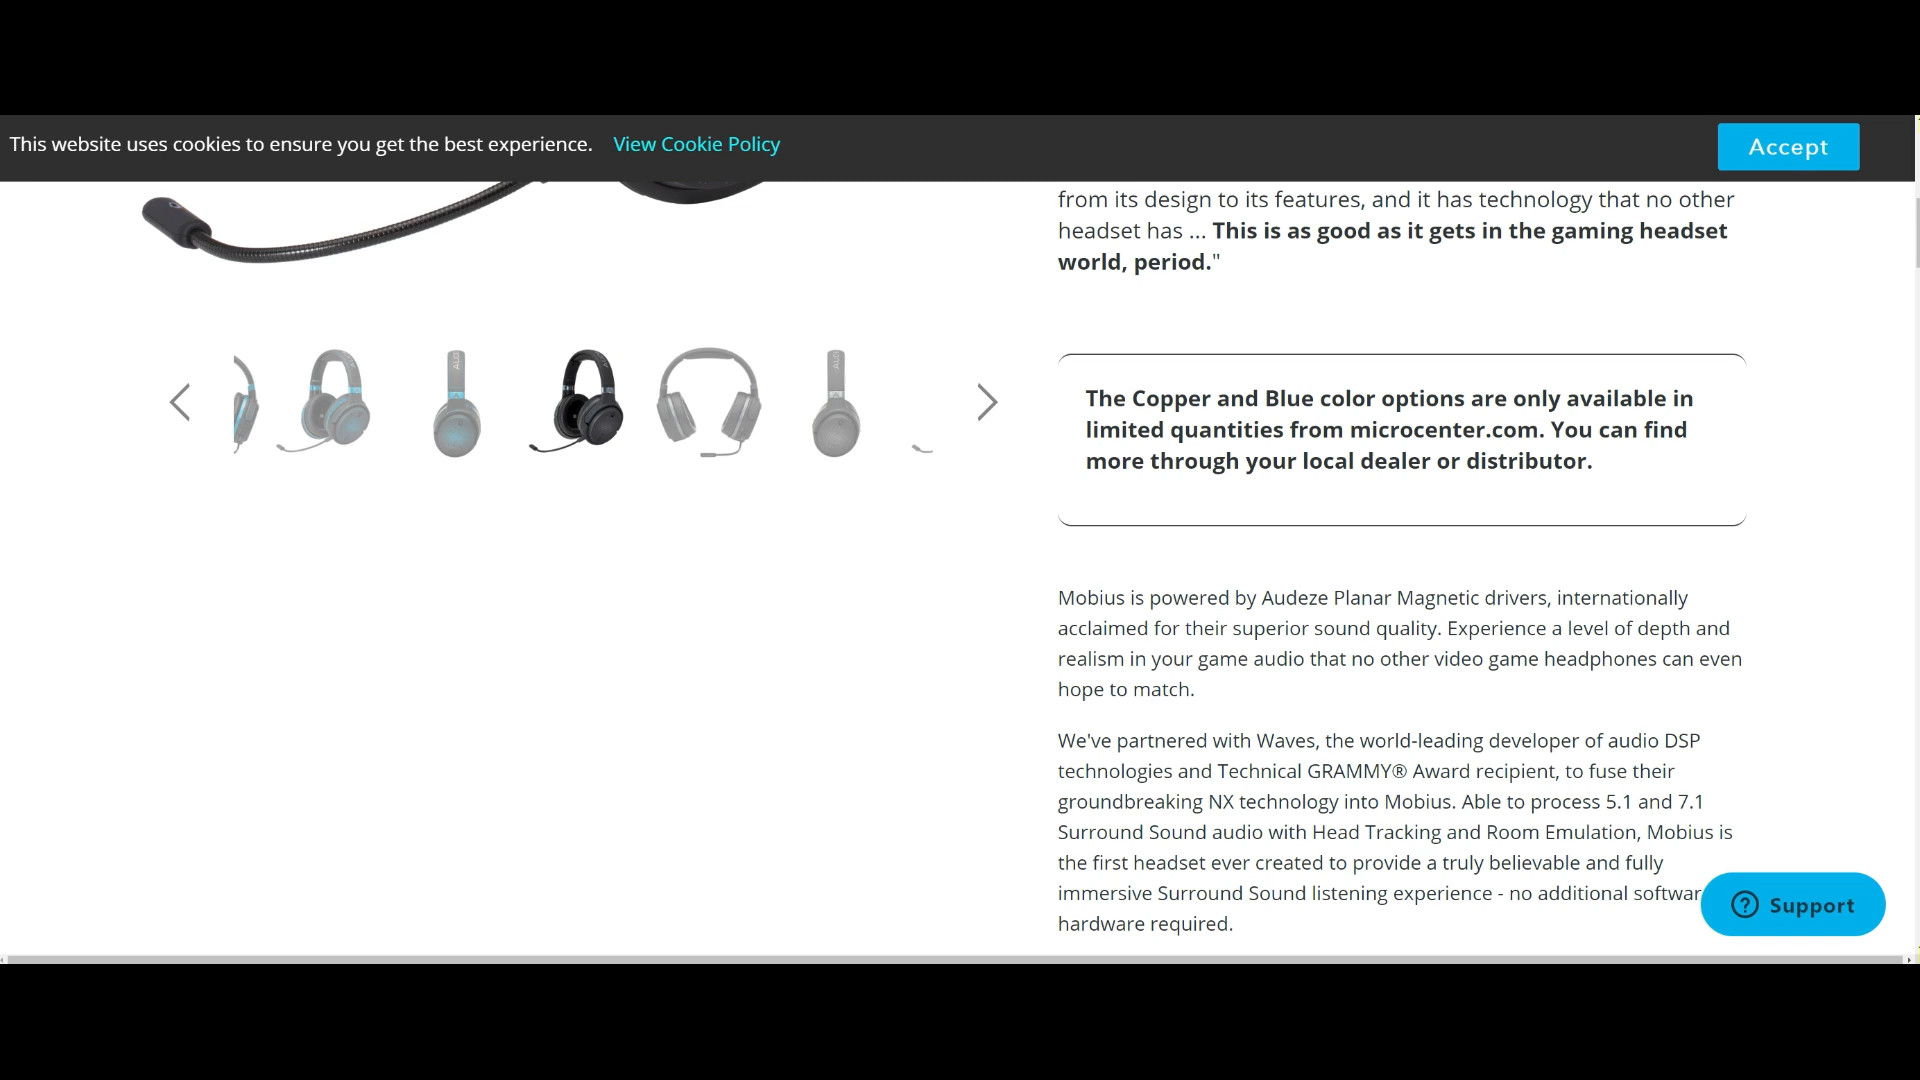 This website uses cookies to ensure you get the best experience. View Cookie Policy
Accept
from its design to its features, and it has technology that no other
headset has ... This is as good as it gets in the gaming headset
world, period."
The Copper and Blue color options are only available in
limited quantities from microcenter.com. You can find
more through your local dealer or distributor.
Mobius is powered by Audeze Planar Magnetic drivers, internationally
acclaimed for their superior sound quality. Experience a level of depth and
realism in your game audio that no other video game headphones can even
hope to match.
We've partnered with Waves, the world-leading developer of audio DSP
technologies and Technical GRAMMY® Award recipient, to fuse their
groundbreaking NX technology into Mobius. Able to process 5.1 and 7.1
Surround Sound audio with Head Tracking and Room Emulation, Mobius is
the first headset ever created to provide a truly believable and fully
immersive Surround Sound listening experience - no additional softwar
hardware required.
Support